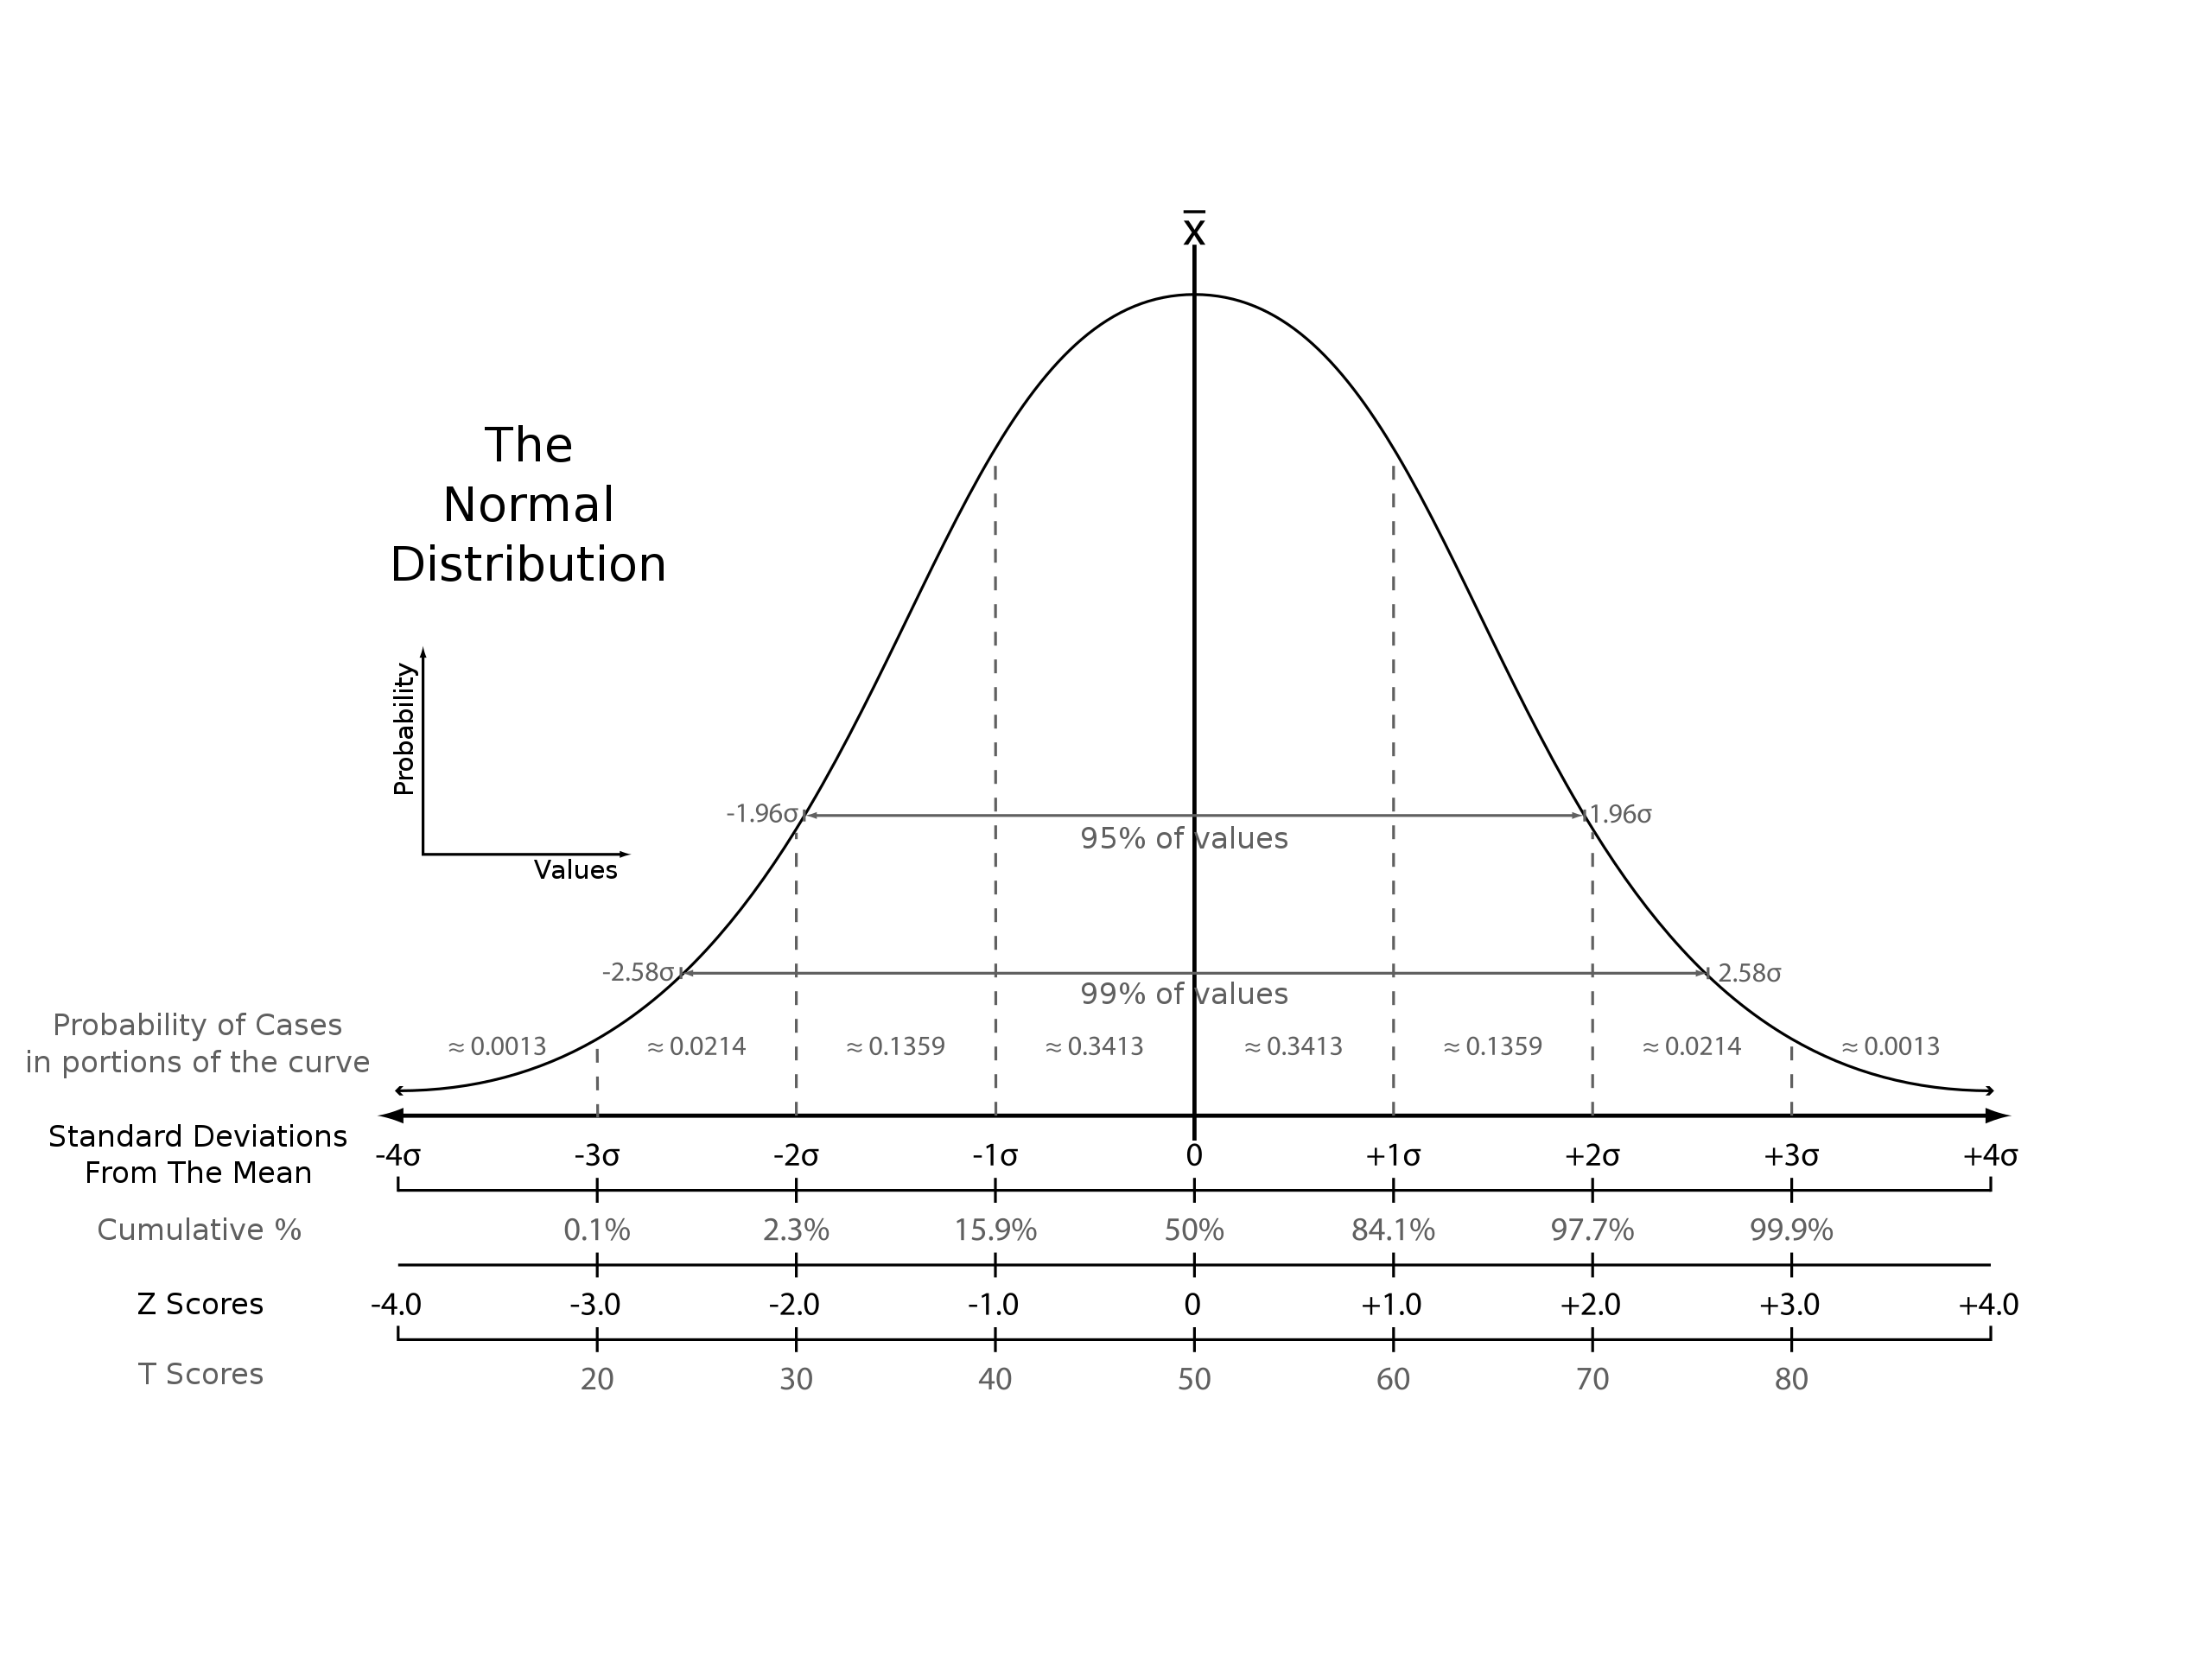 x̄
The
Normal
Distribution
Probability
Values
-1.96σ 1.96σ
95% of values
-2.58σ 2.58σ
99% of values
Probability of Cases
in portions of the curve
≈ 0.0013 ≈ 0.0214 ≈ 0.1359 ≈ 0.3413 ≈ 0.3413 ≈ 0.1359 ≈ 0.0214 ≈ 0.0013
Standard Deviations
From The Mean
-4σ -3σ -2σ -1σ 0 +1σ +2σ +3σ +4σ
Cumulative % 0.1% 2.3% 15.9% 50% 84.1% 97.7% 99.9%
Z Scores -4.0 -3.0 -2.0 -1.0 0 +1.0 +2.0 +3.0 +4.0
T Scores 20 30 40 50 60 70 80